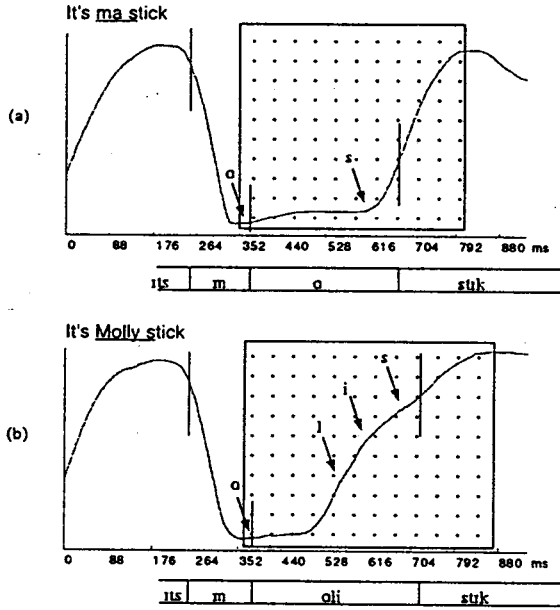 It's ma stick
(a)
a
s
0 88 176 264 352 440 528 616 704 792 880 ms
ɪts m a stɪk
It's Molly stick
(b)
a
l
i
s
0 88 176 264 352 440 528 616 704 792 880 ms
ɪts m ali stɪk